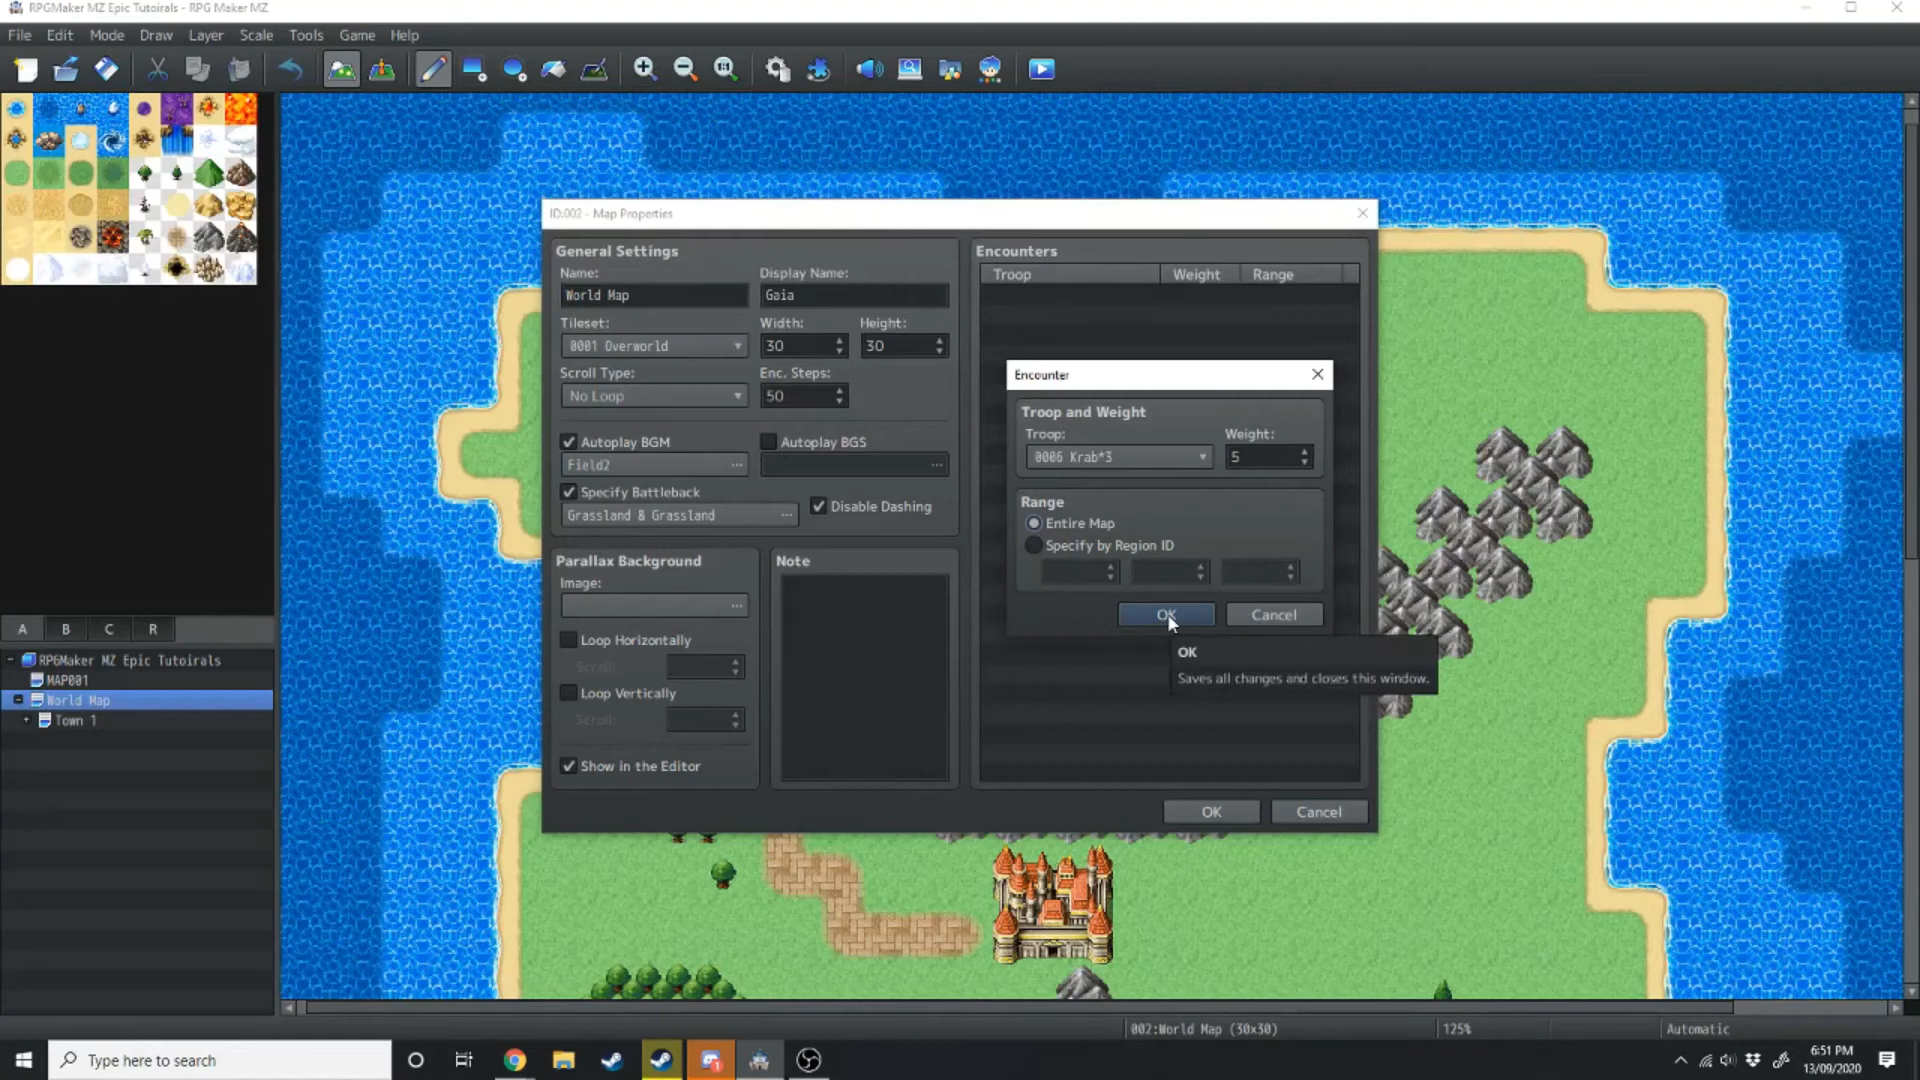 RPGMaker MZ Epic Tutoirals - RPG Maker MZ
File Edit Mode Draw Layer Scale Tools Game Help
ID:002 - Map Properties
General Settings
Name: Display Name:
World Map Gaia
Tileset: Width: Height:
0001 Overworld 30 30
Scroll Type: Enc. Steps:
No Loop 50
Autoplay BGM Autoplay BGS
Field2
Specify Battleback
Disable Dashing
Grassland & Grassland
Parallax Background
Image:
Loop Horizontally
Scroll:
Loop Vertically
Scroll:
Show in the Editor
Note
Encounters
Troop Weight Range
Encounter
Troop and Weight
Troop: Weight:
0006 Krab*3 5
Range
Entire Map
Specify by Region ID
OK Cancel
OK
Saves all changes and closes this window.
OK Cancel
A B C R
RPGMaker MZ Epic Tutoirals
MAP001
World Map
Town 1
002:World Map (30x30) 125% Automatic
Type here to search
1
6:51 PM
13/09/2020